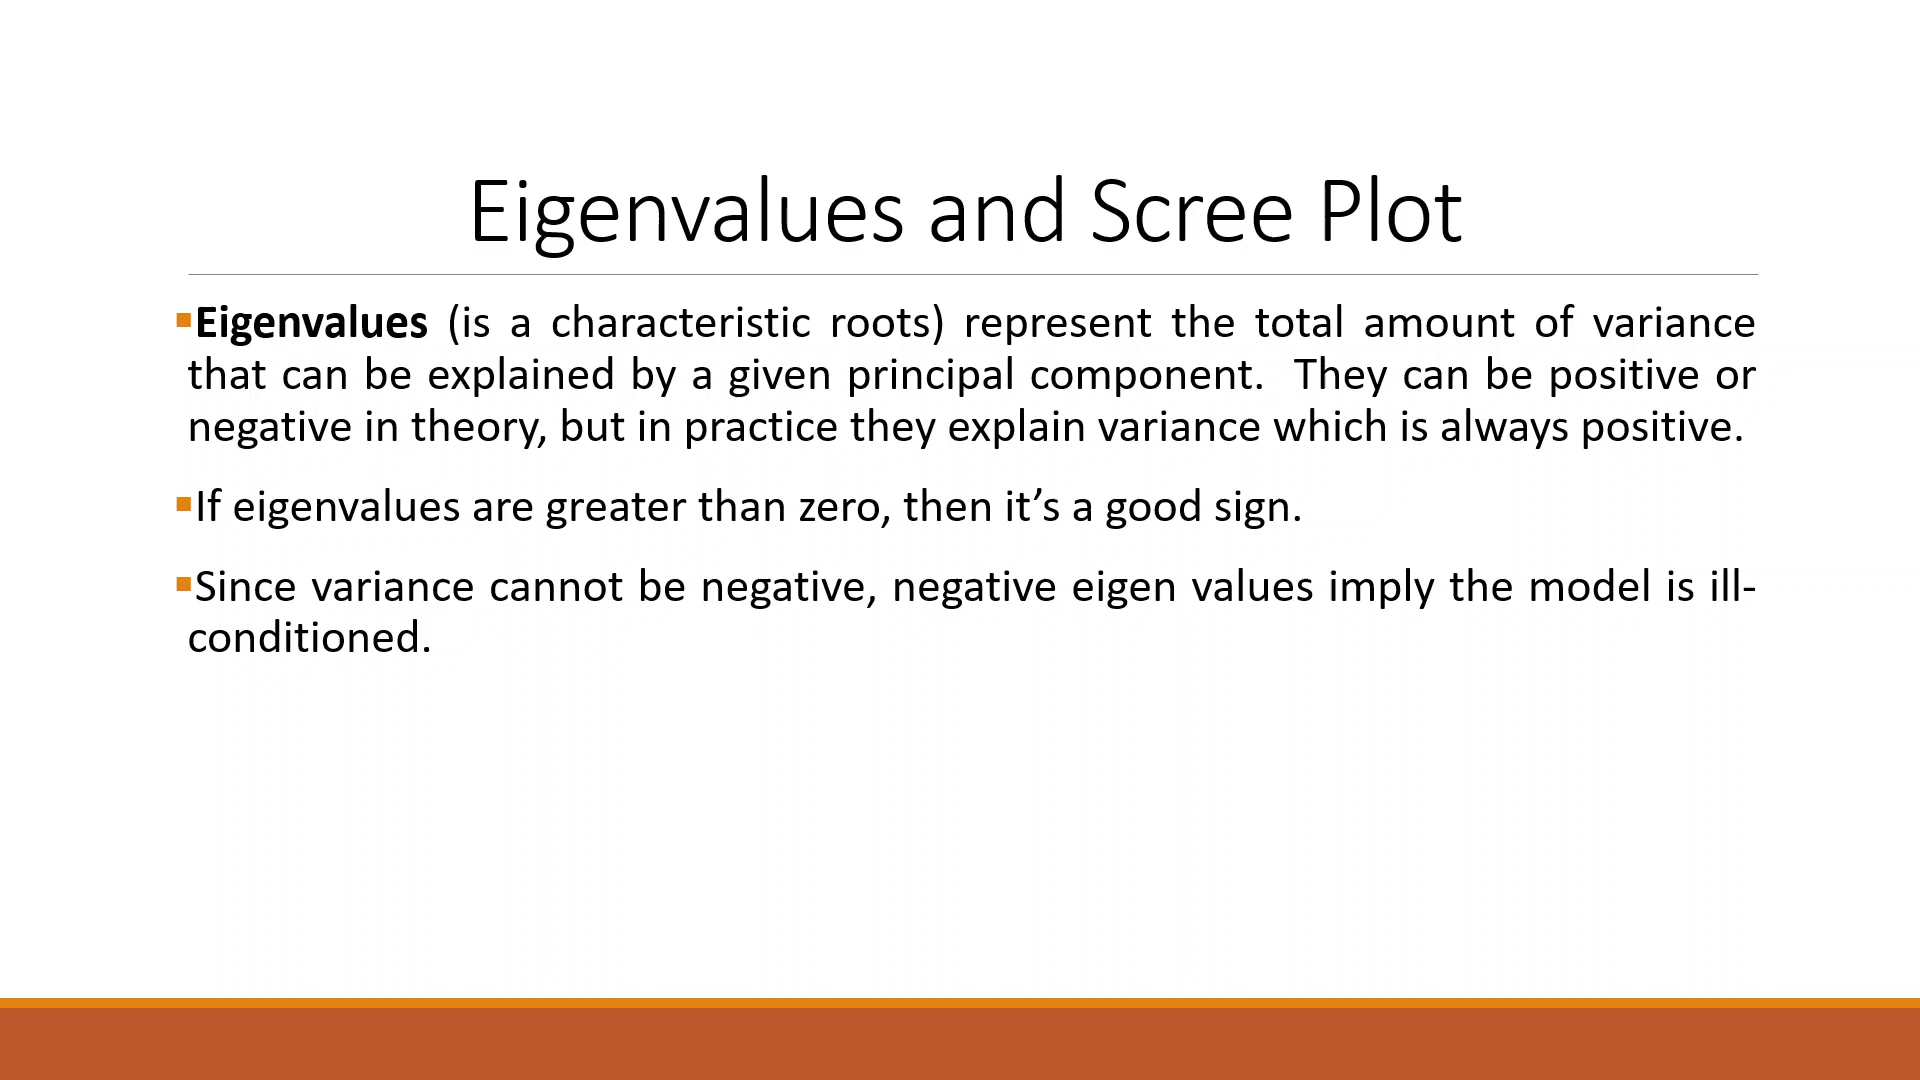 Eigenvalues and Scree Plot
▪Eigenvalues (is a characteristic roots) represent the total amount of variance
that can be explained by a given principal component.  They can be positive or
negative in theory, but in practice they explain variance which is always positive.
▪If eigenvalues are greater than zero, then it’s a good sign.
▪Since variance cannot be negative, negative eigen values imply the model is ill-
conditioned.